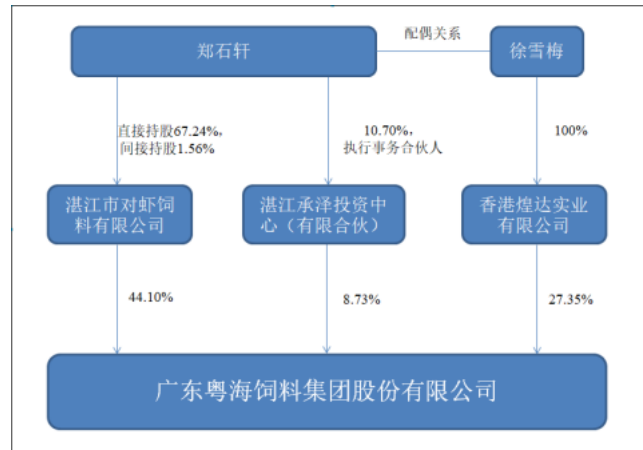 配偶关系
郑石轩
徐雪梅
直接持股67.24%,
间接持股1.56%
10.70%,
执行事务合伙人
100%
湛江市对虾饲
料有限公司
湛江承泽投资中
心（有限合伙）
香港煌达实业
有限公司
44.10%
8.73%
27.35%
广东粤海饲料集团股份有限公司